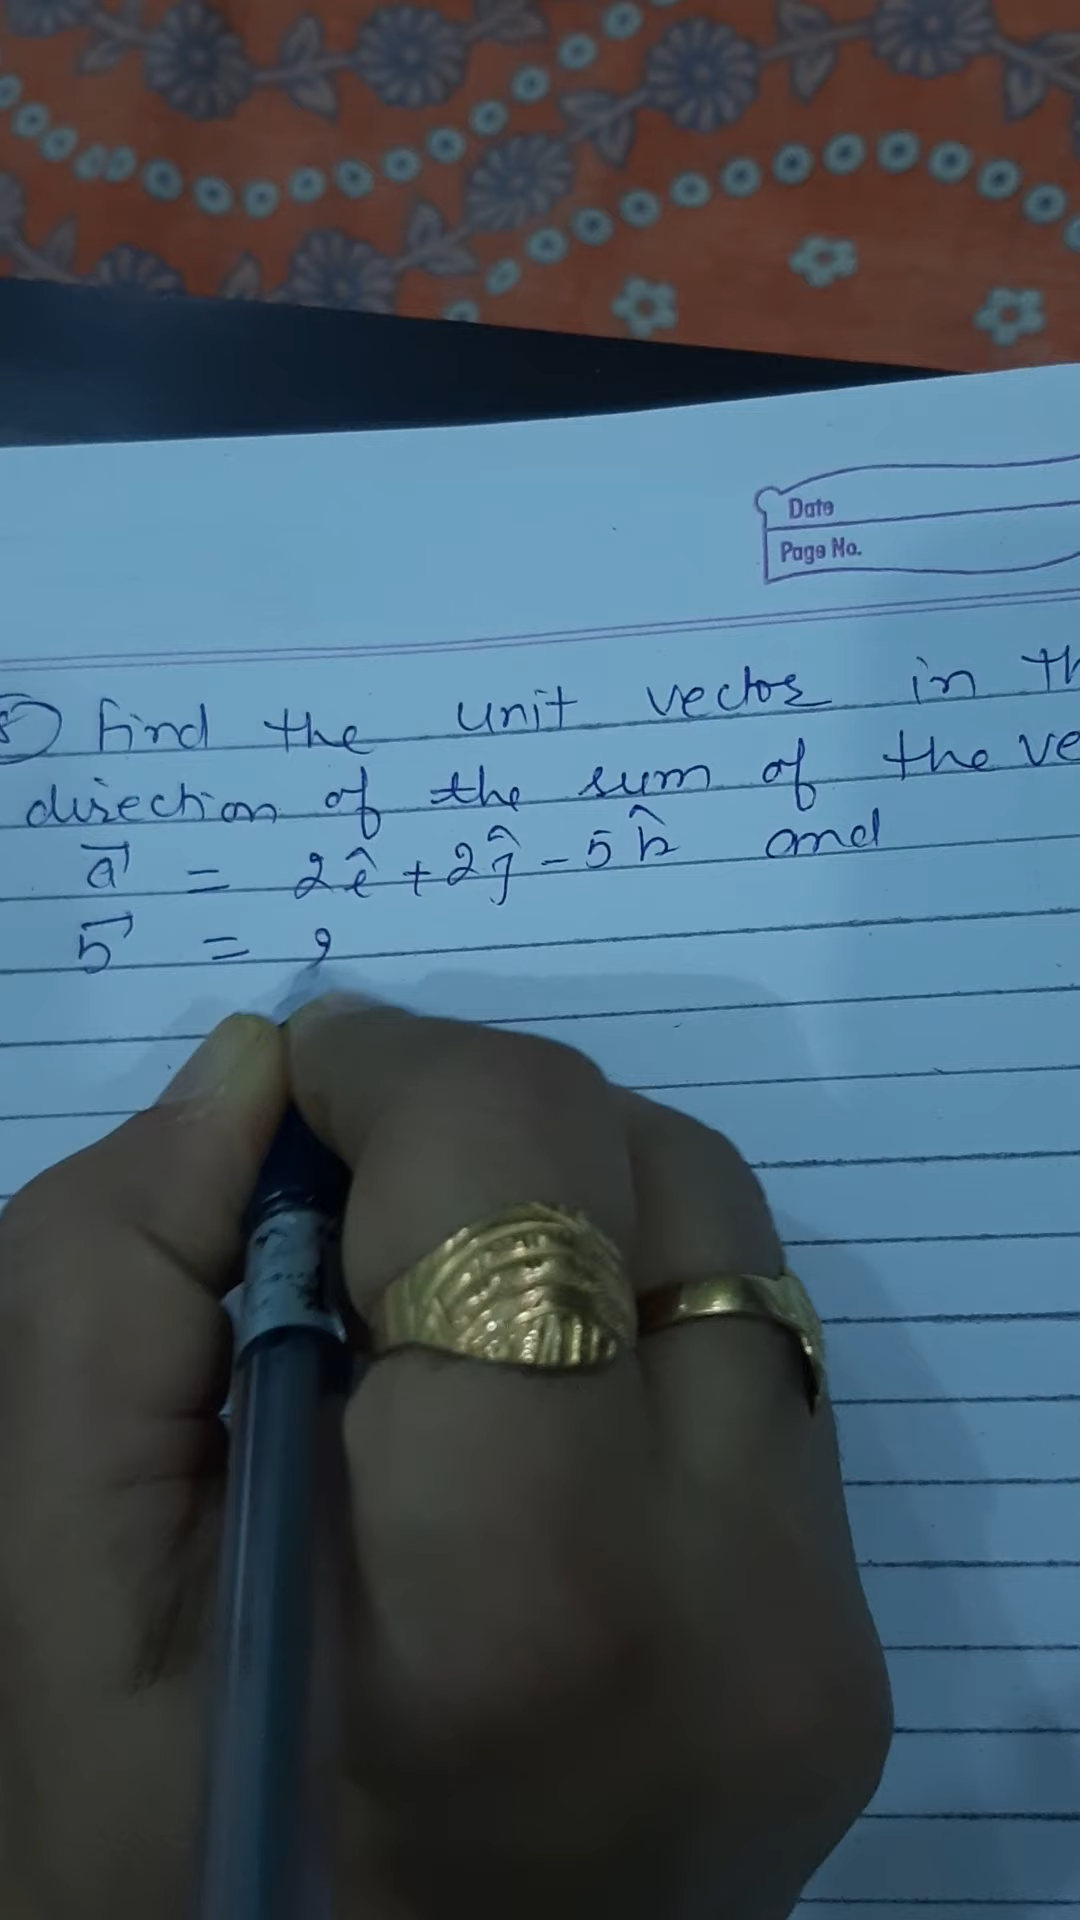 Date
Page No.
find the unit vector in th
direction of the sum of the ve
a⃗ = 2î + 2ĵ - 5k̂ and
b⃗ = 2